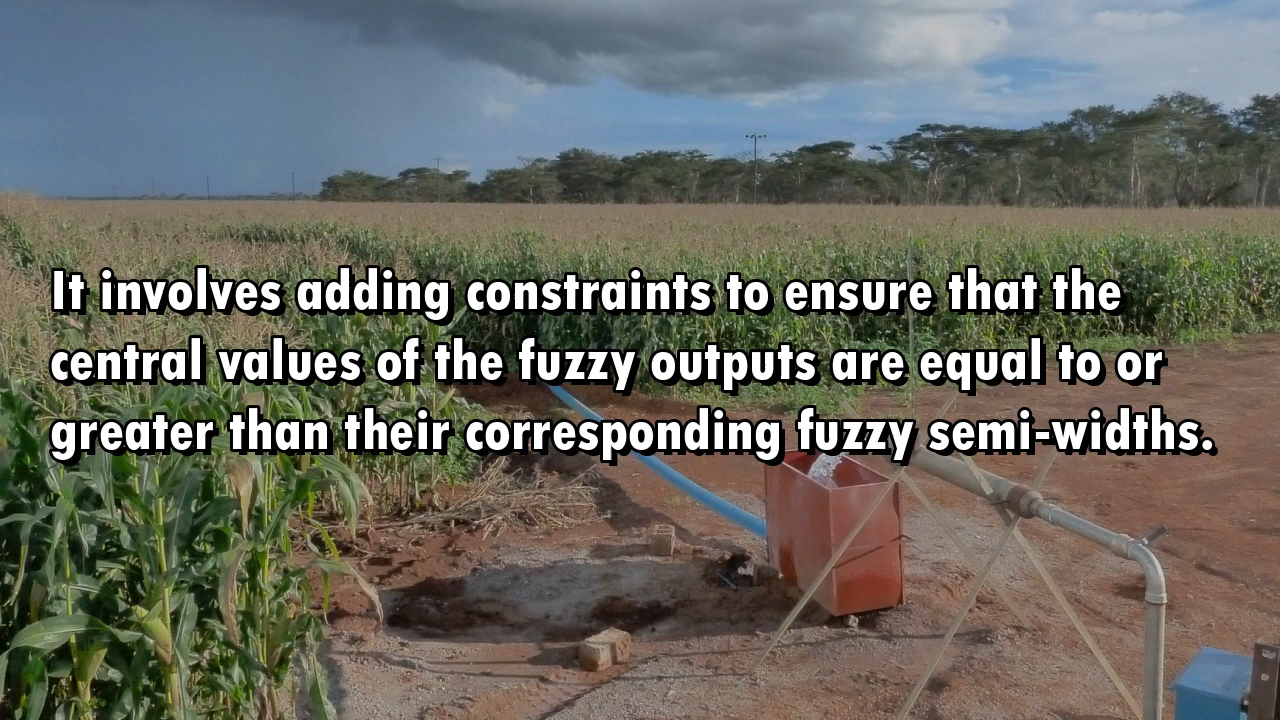 It involves adding constraints to ensure that the
central values of the fuzzy outputs are equal to or
greater than their corresponding fuzzy semi-widths.